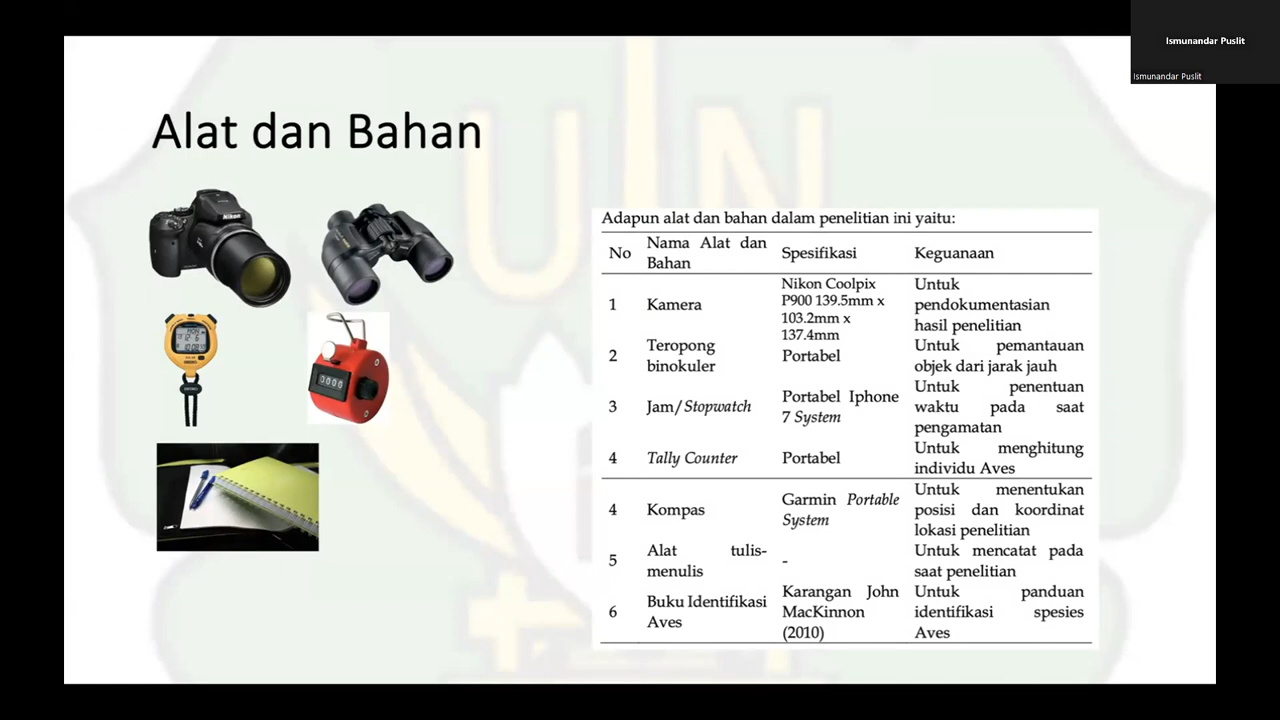 Ismunandar Puslit
Ismunandar Puslit
UIN
Alat dan Bahan
Nikon
0000
Adapun alat dan bahan dalam penelitian ini yaitu:
No Nama Alat dan Bahan Spesifikasi Keguanaan
1 Kamera Nikon Coolpix P900 139.5mm x 103.2mm x 137.4mm Untuk pendokumentasian hasil penelitian
2 Teropong binokuler Portabel Untuk pemantauan objek dari jarak jauh
3 Jam/Stopwatch Portabel Iphone 7 System Untuk penentuan waktu pada saat pengamatan
4 Tally Counter Portabel Untuk menghitung individu Aves
4 Kompas Garmin Portable System Untuk menentukan posisi dan koordinat lokasi penelitian
5 Alat tulis-menulis - Untuk mencatat pada saat penelitian
6 Buku Identifikasi Aves Karangan John MacKinnon (2010) Untuk panduan identifikasi spesies Aves